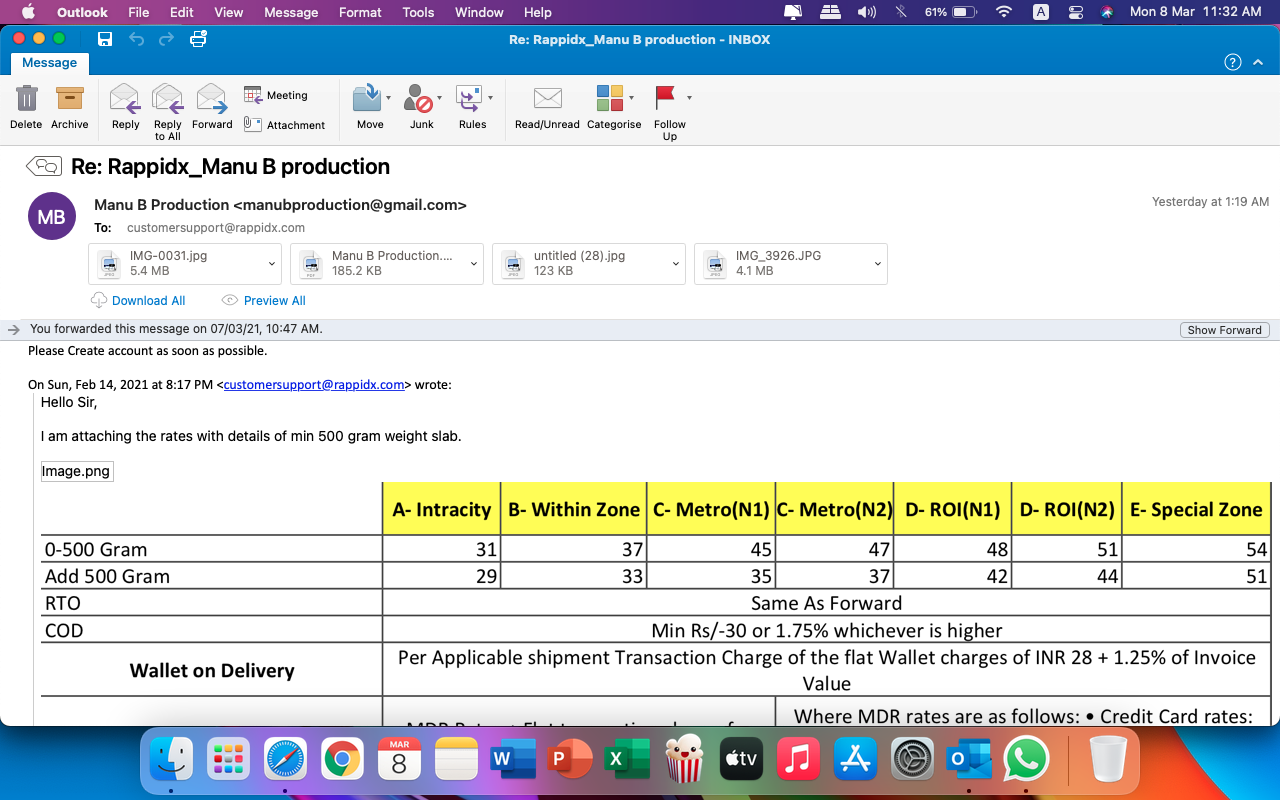 Outlook File Edit View Message Format Tools Window Help 61% A Mon 8 Mar 11:32 AM
Re: Rappidx_Manu B production - INBOX
Message ?
Delete Archive Reply Reply to All Forward Meeting Attachment Move Junk Rules Read/Unread Categorise Follow Up
Re: Rappidx_Manu B production
MB
Manu B Production <manubproduction@gmail.com>
Yesterday at 1:19 AM
To: customersupport@rappidx.com
IMG-0031.jpg Manu B Production.... untitled (28).jpg IMG_3926.JPG
5.4 MB 185.2 KB 123 KB 4.1 MB
Download All Preview All
You forwarded this message on 07/03/21, 10:47 AM. Show Forward
Please Create account as soon as possible.
On Sun, Feb 14, 2021 at 8:17 PM <customersupport@rappidx.com> wrote:
Hello Sir,
I am attaching the rates with details of min 500 gram weight slab.
Image.png
A- Intracity B- Within Zone C- Metro(N1) C- Metro(N2) D- ROI(N1) D- ROI(N2) E- Special Zone
0-500 Gram 31 37 45 47 48 51 54
Add 500 Gram 29 33 35 37 42 44 51
RTO Same As Forward
COD Min Rs/-30 or 1.75% whichever is higher
Wallet on Delivery Per Applicable shipment Transaction Charge of the flat Wallet charges of INR 28 + 1.25% of Invoice
Value
Where MDR rates are as follows: • Credit Card rates:
MAR
8
W P X tv O